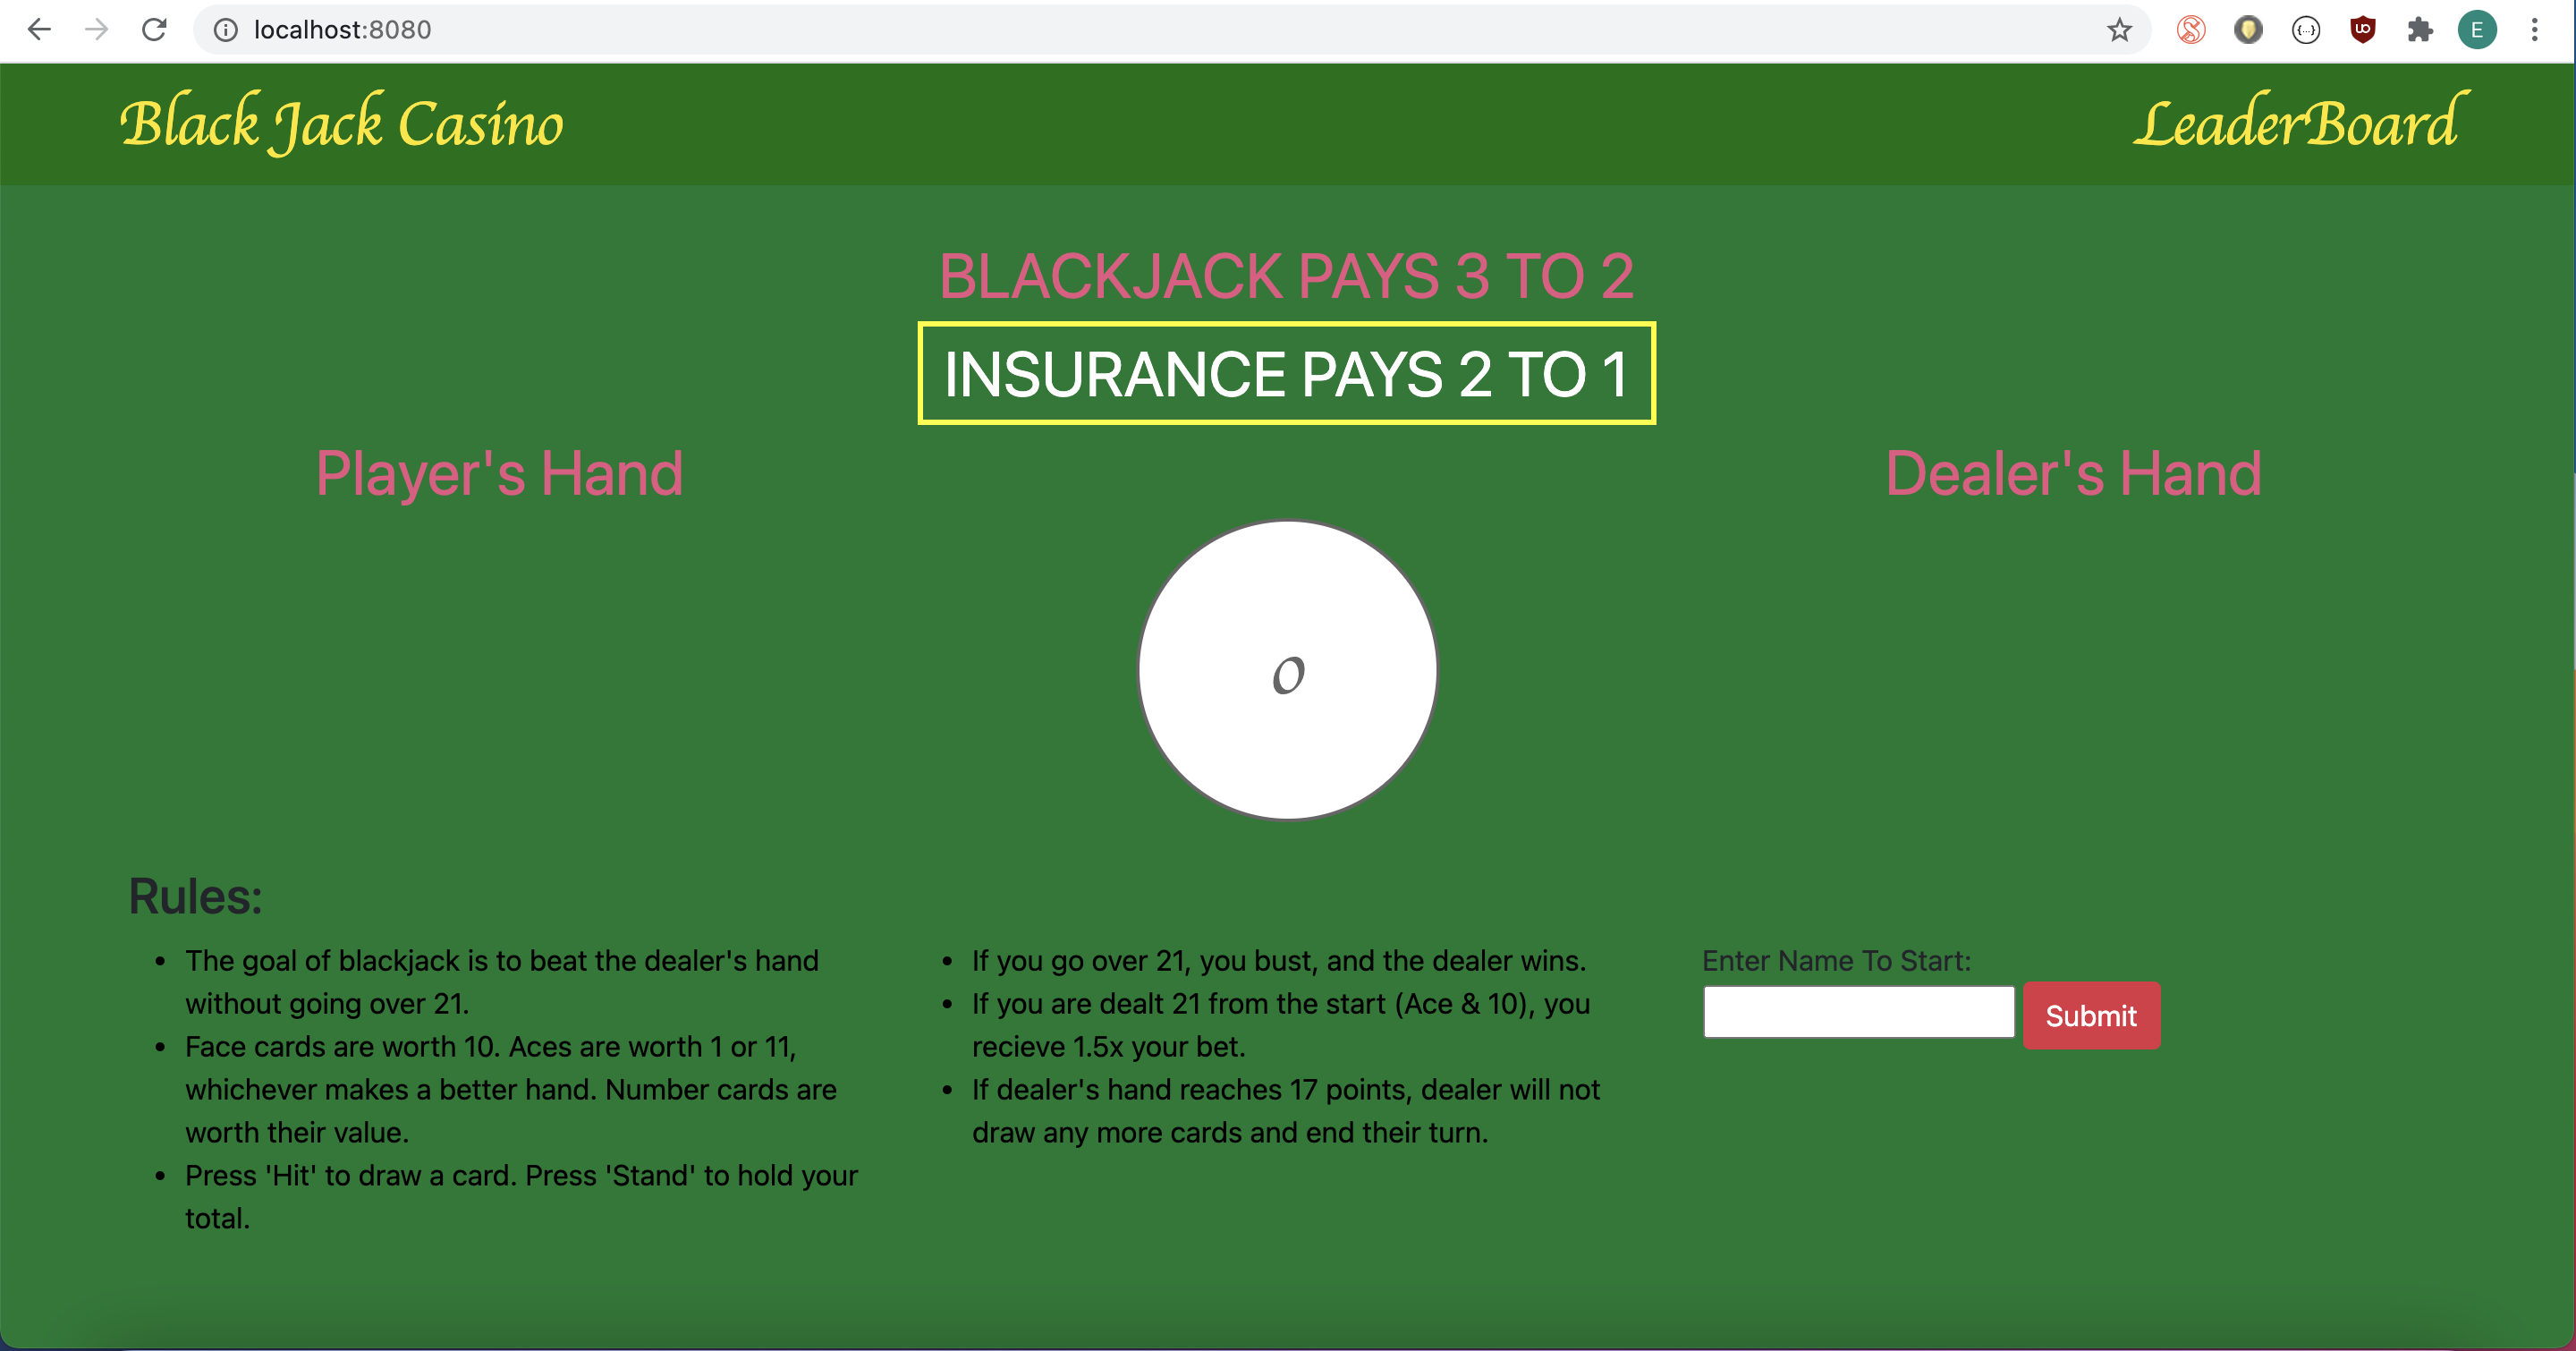 localhost:8080
E
Black Jack Casino
LeaderBoard
BLACKJACK PAYS 3 TO 2
INSURANCE PAYS 2 TO 1
Player's Hand
Dealer's Hand
0
Rules:
• The goal of blackjack is to beat the dealer's hand
without going over 21.
• Face cards are worth 10. Aces are worth 1 or 11,
whichever makes a better hand. Number cards are
worth their value.
• Press 'Hit' to draw a card. Press 'Stand' to hold your
total.
• If you go over 21, you bust, and the dealer wins.
• If you are dealt 21 from the start (Ace & 10), you
recieve 1.5x your bet.
• If dealer's hand reaches 17 points, dealer will not
draw any more cards and end their turn.
Enter Name To Start:
Submit